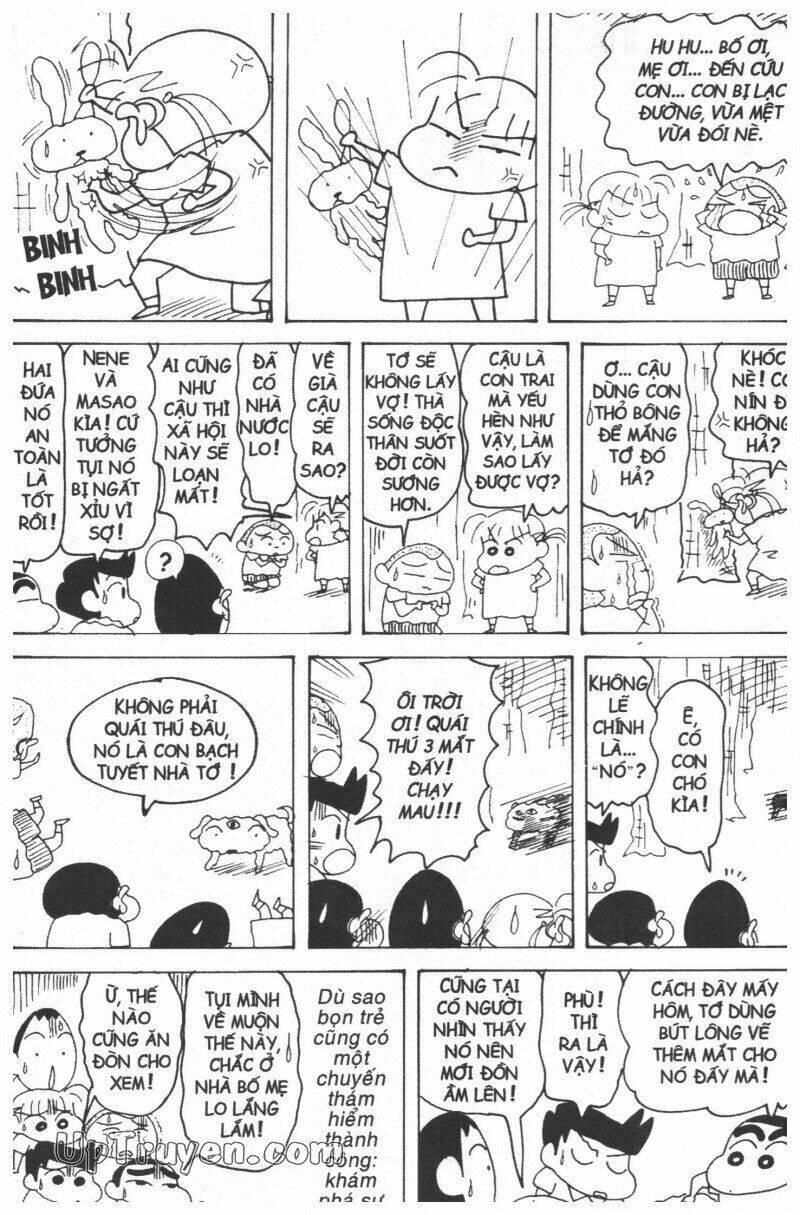 HU HU... BỐ ƠI,
MẸ ƠI... ĐẾN CỨU
CON... CON BỊ LẠC
ĐƯỜNG, VỪA MỆT
VỪA ĐÓI NÈ.
BINH
BINH
KHÓC
NÈ!
NÍN
KHÔNG
HẢ?
Ơ... CẬU
DÙNG CON
THỎ BÔNG
ĐỂ MẮNG
TỚ ĐÓ
HẢ?
CẬU LÀ
CON TRAI
MÀ YẾU
HÈN NHƯ
VẬY, LÀM
SAO LẤY
ĐƯỢC VỢ?
TỚ SẼ
KHÔNG LẤY
VỢ! THÀ
SỐNG ĐỘC
THÂN SUỐT
ĐỜI CÒN
SƯƠNG
HƠN.
VỀ
GIÀ
CẬU
SẼ
RA
SAO?
ĐÃ
CÓ
NHÀ
NƯỚC
LO!
AI CŨNG
NHƯ
CẬU THÌ
XÃ HỘI
NÀY SẼ
LOẠN
MẤT!
?
NENE
VÀ
MASAO
KÌA! CỨ
TƯỞNG
TỤI NÓ
BỊ NGẤT
XỈU VÌ
SỢ!
HAI
ĐỨA
NÓ
AN
TOÀN
LÀ
TỐT
RỒI!
Ê,
CÓ
CON
CHÓ
KÌA!
KHÔNG
LẼ
CHÍNH
LÀ...
“NÓ”?
ÔI TRỜI
ƠI! QUÁI
THÚ 3 MẮT
ĐẤY!
CHẠY
MAU!!!
KHÔNG PHẢI
QUÁI THÚ ĐÂU,
NÓ LÀ CON BẠCH
TUYẾT NHÀ TỚ !
CÁCH ĐÂY MẤY
HÔM, TỚ DÙNG
BÚT LÔNG VẼ
THÊM MẮT CHO
NÓ ĐẤY MÀ!
PHÙ!
THÌ
RA LÀ
VẬY!
CŨNG TẠI
CÓ NGƯỜI
NHÌN THẤY
NÓ NÊN
MỚI ĐỒN
ẦM LÊN!
Dù sao
bọn trẻ
cũng có
một
chuyến
thám
hiểm
thành
công:
khám
phá sự
TỤI MÌNH
VỀ MUỘN
THẾ NÀY,
CHẮC Ở
NHÀ BỐ MẸ
LO LẮNG
LẮM!
Ừ, THẾ
NÀO
CŨNG ĂN
ĐÒN CHO
XEM!
UpTruyen.com